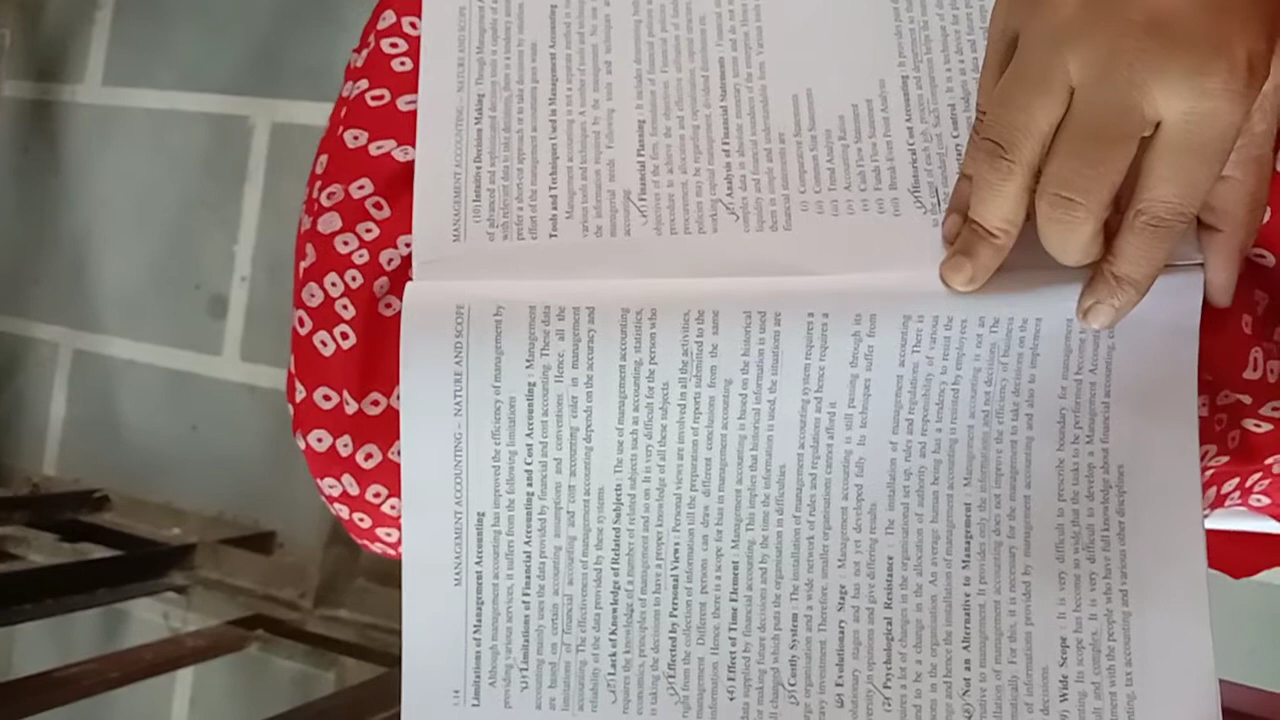 1.14 MANAGEMENT ACCOUNTING – NATURE AND SCOPE
Limitations of Management Accounting
Although management accounting has improved the efficiency of management by
providing various services, it suffers from the following limitations :
(1) Limitations of Financial Accounting and Cost Accounting : Management
accounting mainly uses the data provided by financial and cost accounting. These data
are based on certain accounting assumptions and conventions. Hence, all the
limitations of financial accounting and cost accounting enter in management
accounting. The effectiveness of management accounting depends on the accuracy and
reliability of the data provided by these systems.
(2) Lack of Knowledge of Related Subjects : The use of management accounting
requires the knowledge of a number of related subjects such as accounting, statistics,
economics, principles of management and so on. It is very difficult for the person who
is taking the decisions to have a proper knowledge of all these subjects.
(3) Effected by Personal Views : Personal views are involved in all the activities,
right from the collection of information till the preparation of reports submitted to the
management. Different persons can draw different conclusions from the same
information. Hence, there is a scope for bias in management accounting.
(4) Effect of Time Element : Management accounting is based on the historical
data supplied by financial accounting. This implies that historical information is used
for making future decisions and by the time the information is used, the situations are
changed which puts the organisation in difficulties.
(5) Costly System : The installation of management accounting system requires a
organisation and a wide network of rules and regulations and hence requires a
investment. Therefore, smaller organisations cannot afford it.
(6) Evolutionary Stage : Management accounting is still passing through its
stages and has not yet developed fully. Its techniques suffer from
in opinions and give differing results.
(7) Psychological Resistance : The installation of management accounting
a lot of changes in the organisational set up, rules and regulations. There is
to be a change in the allocation of authority and responsibility of various
in the organisation. An average human being has a tendency to resist the
and hence the installation of management accounting is resisted by employees.
(8) Not an Alternative to Management : Management accounting is not an
to management. It provides only the informations and not decisions. The
of management accounting does not improve the efficiency of business
For this, it is necessary for the management to take decisions on the
of informations provided by management accounting and also to implement
decisions.
Wide Scope : It is very difficult to prescribe boundary for management
Its scope has become so wide that the tasks to be performed become
and complex. It is very difficult to develop a Management Accounting
with the people who have full knowledge about financial accounting,
tax accounting and various other disciplines
MANAGEMENT ACCOUNTING – NATURE AND SCOPE
(10) Intuitive Decision Making : Through Management
of advanced and sophisticated decision tools is capable of
with relevant data to take decisions, there is a tendency
prefer a short-cut approach or to take decisions by intuition.
effort of the management accountant goes waste.
Tools and Techniques Used in Management Accounting
Management accounting is not a separate method in
various tools and techniques. A number of tools and
the information required by the management. No
managerial needs. Following tools and techniques
accounting.
Financial Planning : It includes determining
objectives of the firm, formulation of financial policies
procedure to achieve the objectives. Financial
procurement, allocation and effective utilisation of
policies may be regarding capitalisation, capital structure,
working capital management, dividend decisions etc.
Analysis of Financial Statements : Financial
complex data in absolute monetary terms and do not
liquidity and financial soundness of the enterprise.
them in simple and understandable form. Various
financial statements are
(i) Comparative Statements
(ii) Common Size Statements
(iii) Trend Analysis
(iv) Accounting Ratios
(v) Cash Flow Statement
(vi) Funds Flow Statement
(vii) Break-Even Point Analysis
Historical Cost Accounting : It provides past
to the cost of each job, process and department so that
the standard cost. Such comparison helps the
Control : It is a technique of
budgets as a device for
data and future